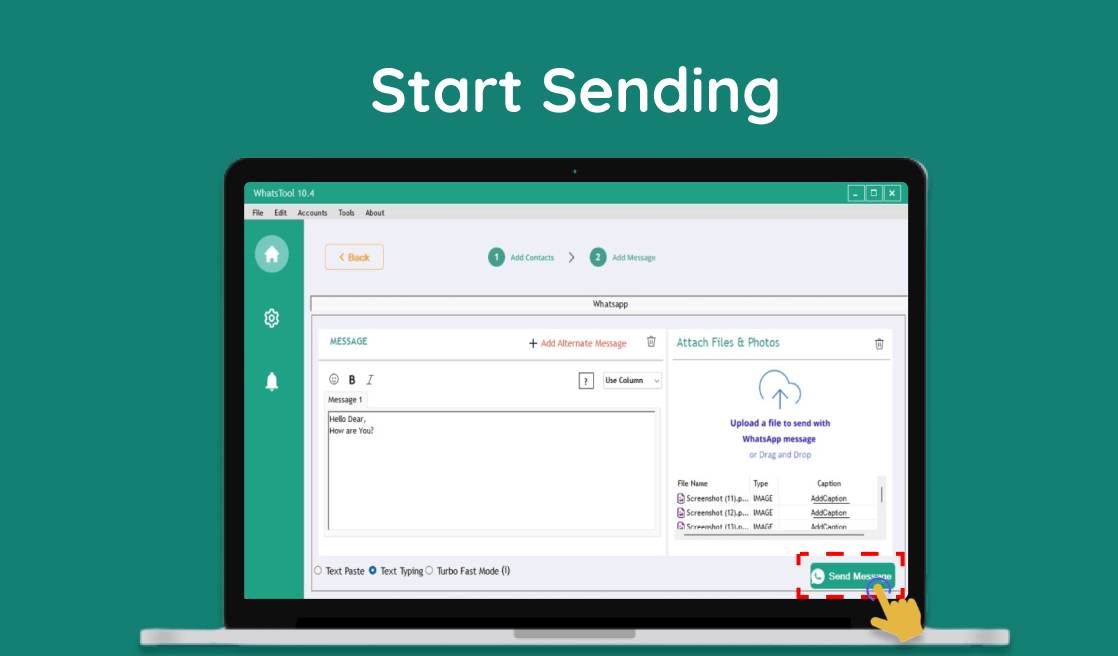 Start Sending
WhatsTool 10.4
File Edit Accounts Tools About
Back
1 Add Contacts 2 Add Message
Whatsapp
MESSAGE
+ Add Alternate Message
B I
? Use Column
Message 1
Hello Dear,
How are You?
Text Paste Text Typing Turbo Fast Mode (i)
Attach Files & Photos
Upload a file to send with
WhatsApp message
or Drag and Drop
File Name Type Caption
Screenshot (11).p... IMAGE AddCaption
Screenshot (12).p... IMAGE AddCaption
Screenshot (13).p... IMAGE AddCaption
Send Message